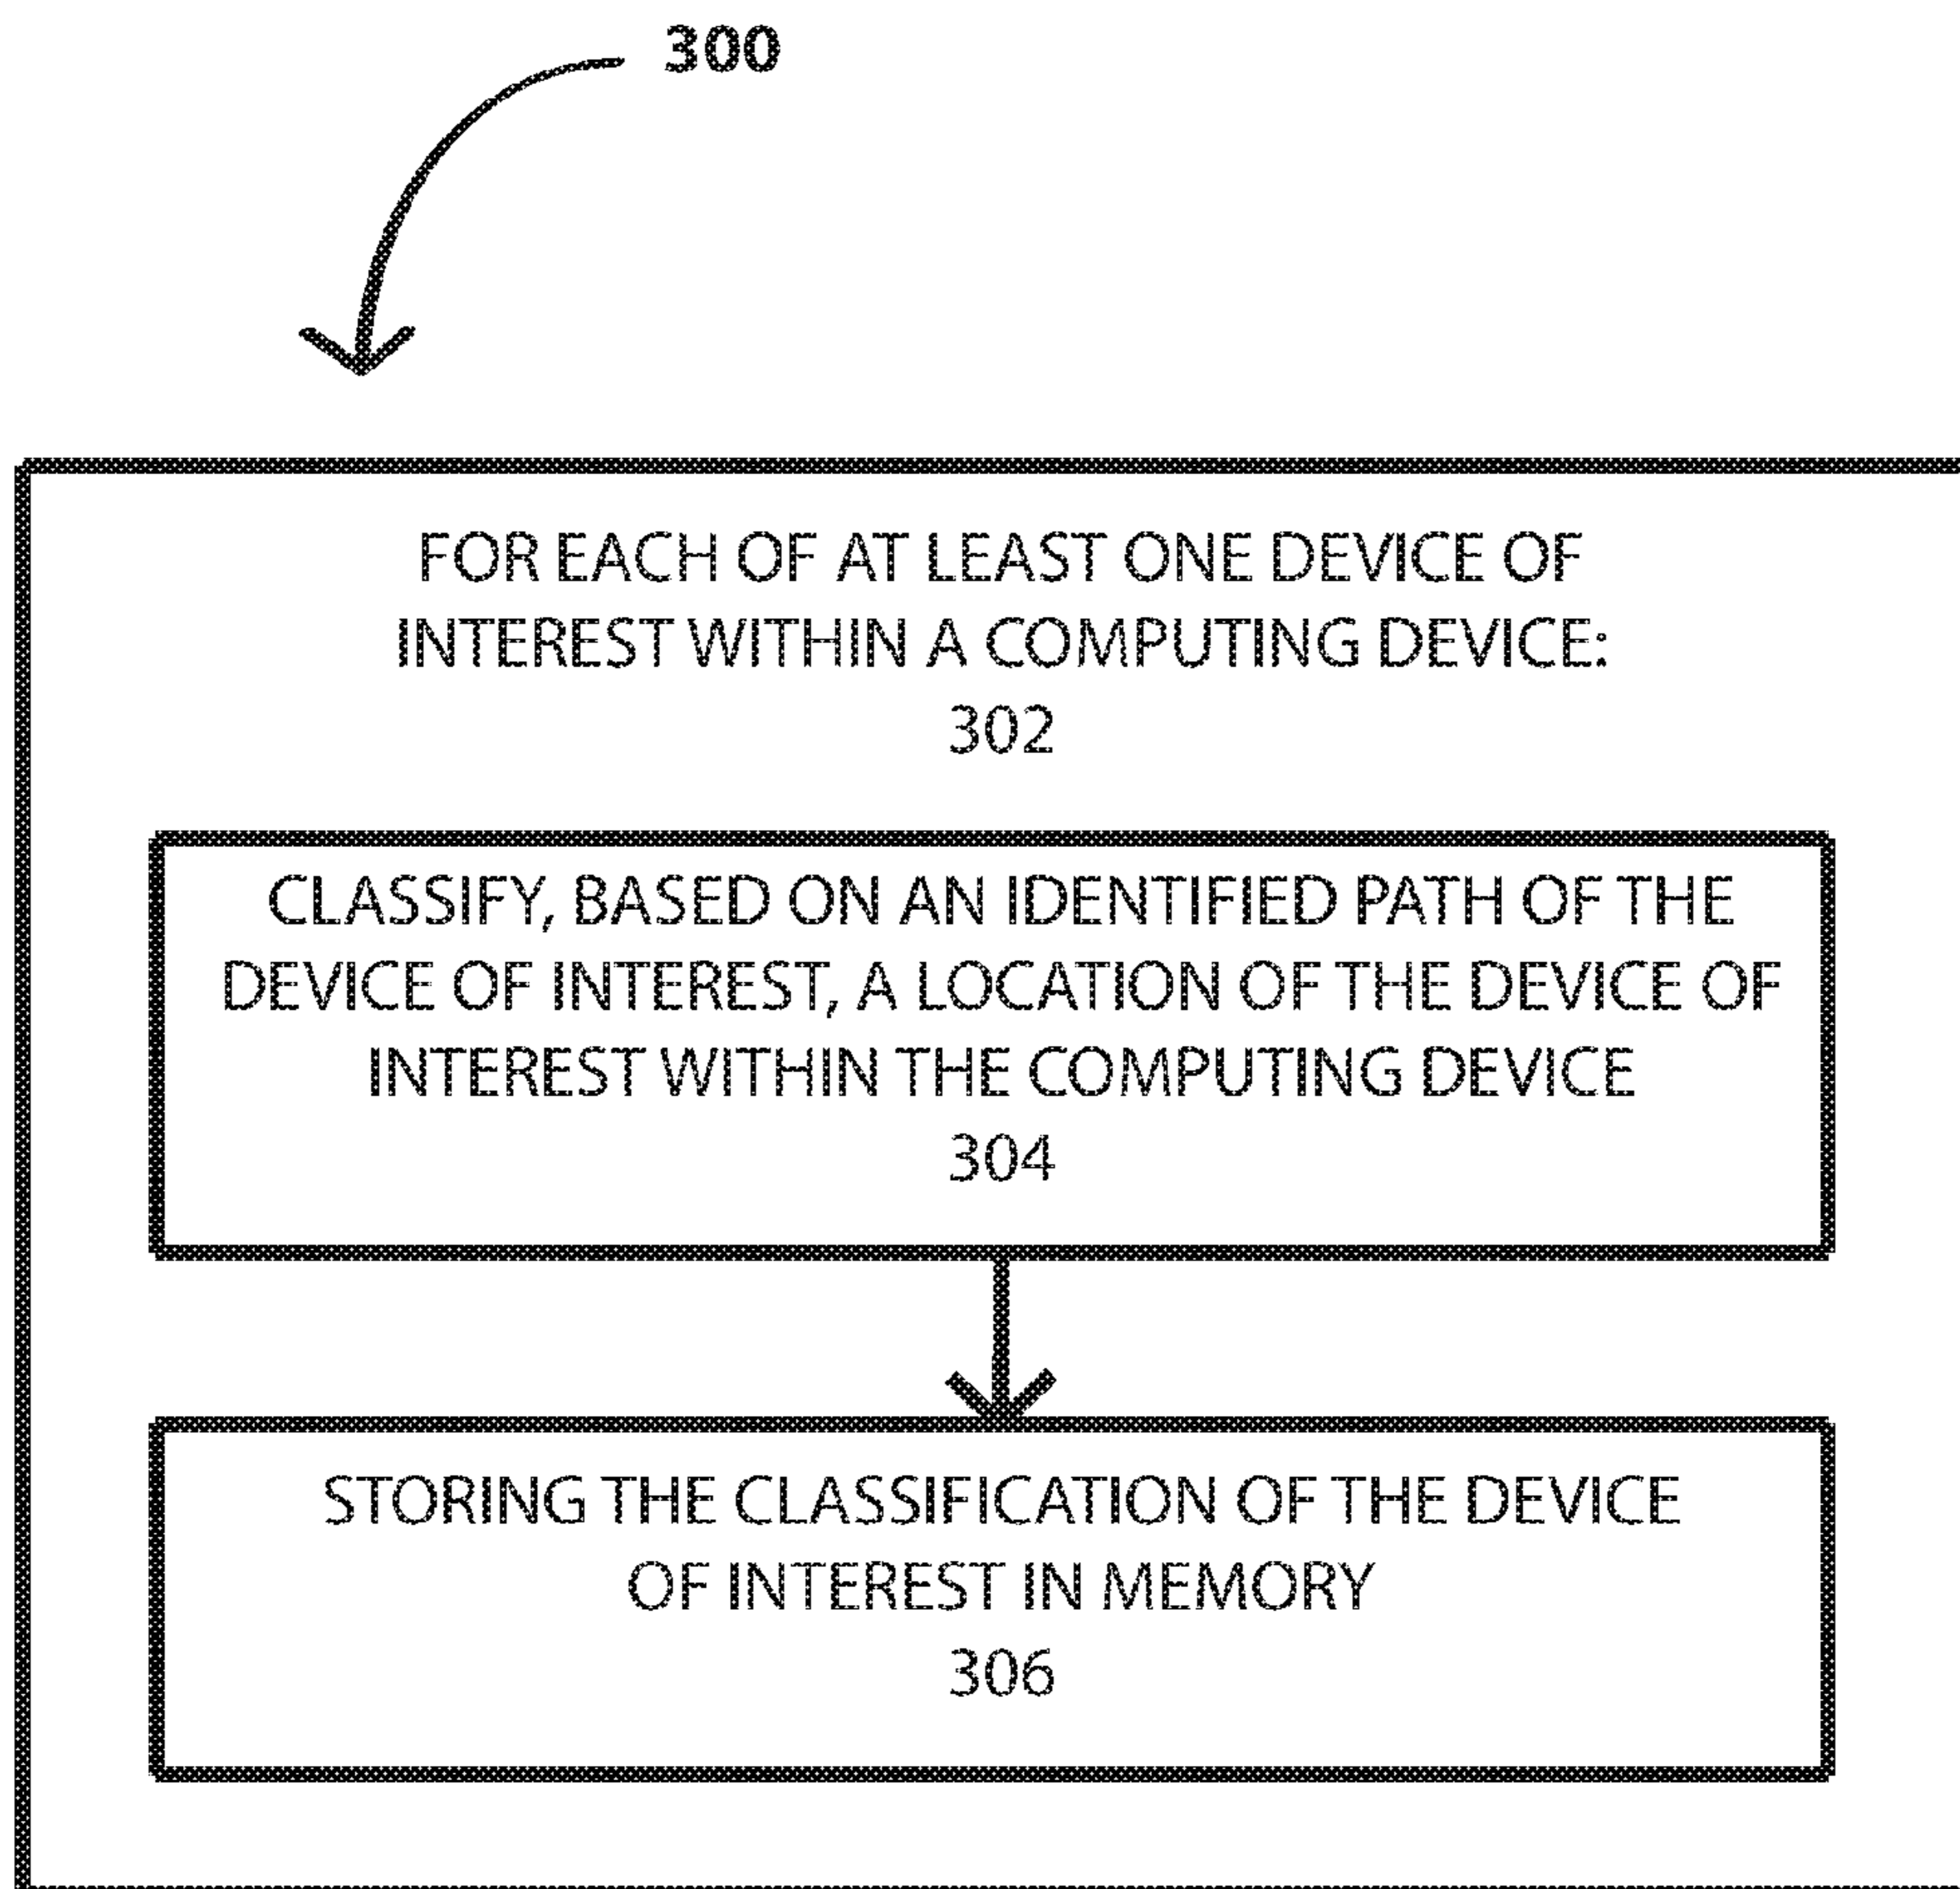 300
FOR EACH OF AT LEAST ONE DEVICE OF
INTEREST WITHIN A COMPUTING DEVICE:
302
CLASSIFY, BASED ON AN IDENTIFIED PATH OF THE
DEVICE OF INTEREST, A LOCATION OF THE DEVICE OF
INTEREST WITHIN THE COMPUTING DEVICE
304
STORING THE CLASSIFICATION OF THE DEVICE
OF INTEREST IN MEMORY
306